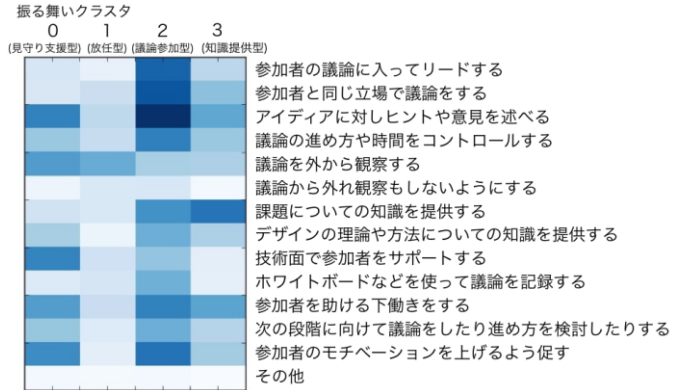 振る舞いクラスタ
0 1 2 3
(見守り支援型) (放任型) (議論参加型) (知識提供型)
参加者の議論に入ってリードする
参加者と同じ立場で議論をする
アイディアに対しヒントや意見を述べる
議論の進め方や時間をコントロールする
議論を外から観察する
議論から外れ観察もしないようにする
課題についての知識を提供する
デザインの理論や方法についての知識を提供する
技術面で参加者をサポートする
ホワイトボードなどを使って議論を記録する
参加者を助ける下働きをする
次の段階に向けて議論をしたり進め方を検討したりする
参加者のモチベーションを上げるよう促す
その他